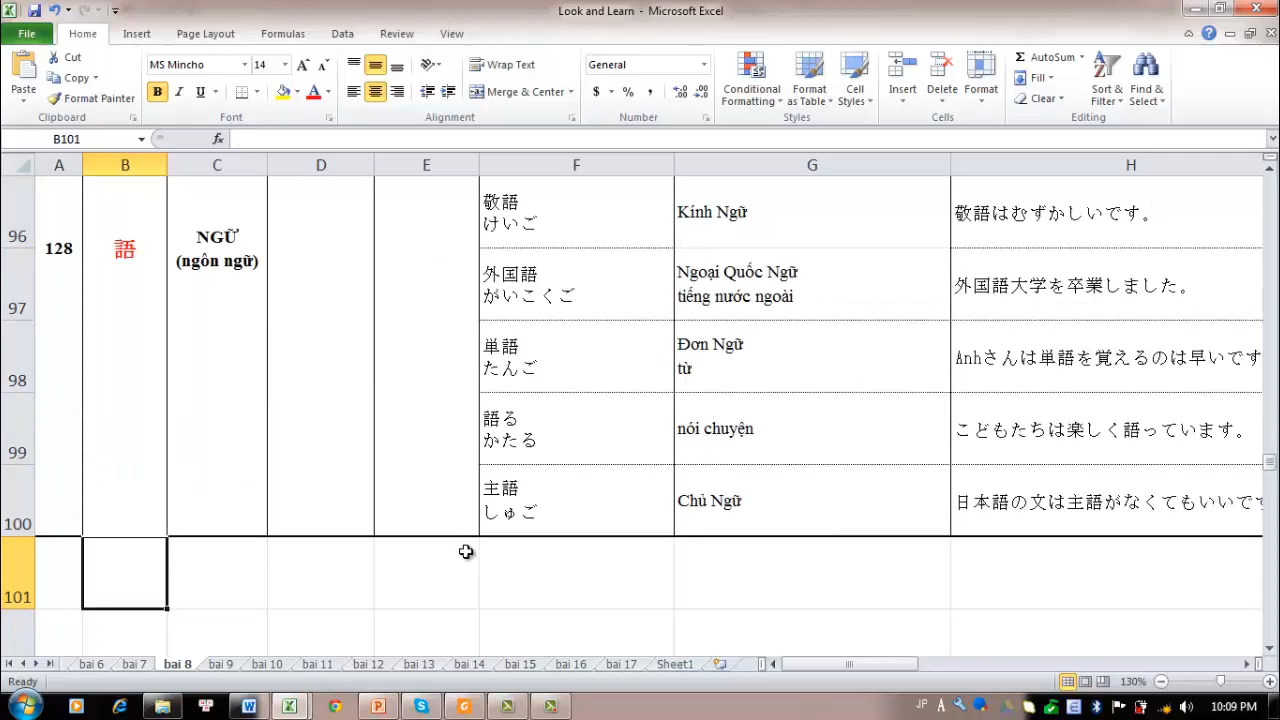 Look and Learn - Microsoft Excel
File Home Insert Page Layout Formulas Data Review View
Cut
Copy
Format Painter
Paste
MS Mincho 14
B I U
Wrap Text
Merge & Center
General
$ % ,
Conditional Formatting
Format as Table
Cell Styles
Insert
Delete
Format
AutoSum
Fill
Clear
Sort & Filter
Find & Select
Clipboard Font Alignment Number Styles Cells Editing
B101 fx
A B C D E F G H
96
128
語
NGỮ
(ngôn ngữ)
敬語
けいご
Kính Ngữ
敬語はむずかしいです。
97
外国語
がいこくご
Ngoại Quốc Ngữ
tiếng nước ngoài
外国語大学を卒業しました。
98
単語
たんご
Đơn Ngữ
từ
Anhさんは単語を覚えるのは早いです
99
語る
かたる
nói chuyện
こどもたちは楽しく語っています。
100
主語
しゅご
Chủ Ngữ
日本語の文は主語がなくてもいいです
101
bai 6 bai 7 bai 8 bai 9 bai 10 bai 11 bai 12 bai 13 bai 14 bai 15 bai 16 bai 17 Sheet1
Ready 130%
JP 10:09 PM